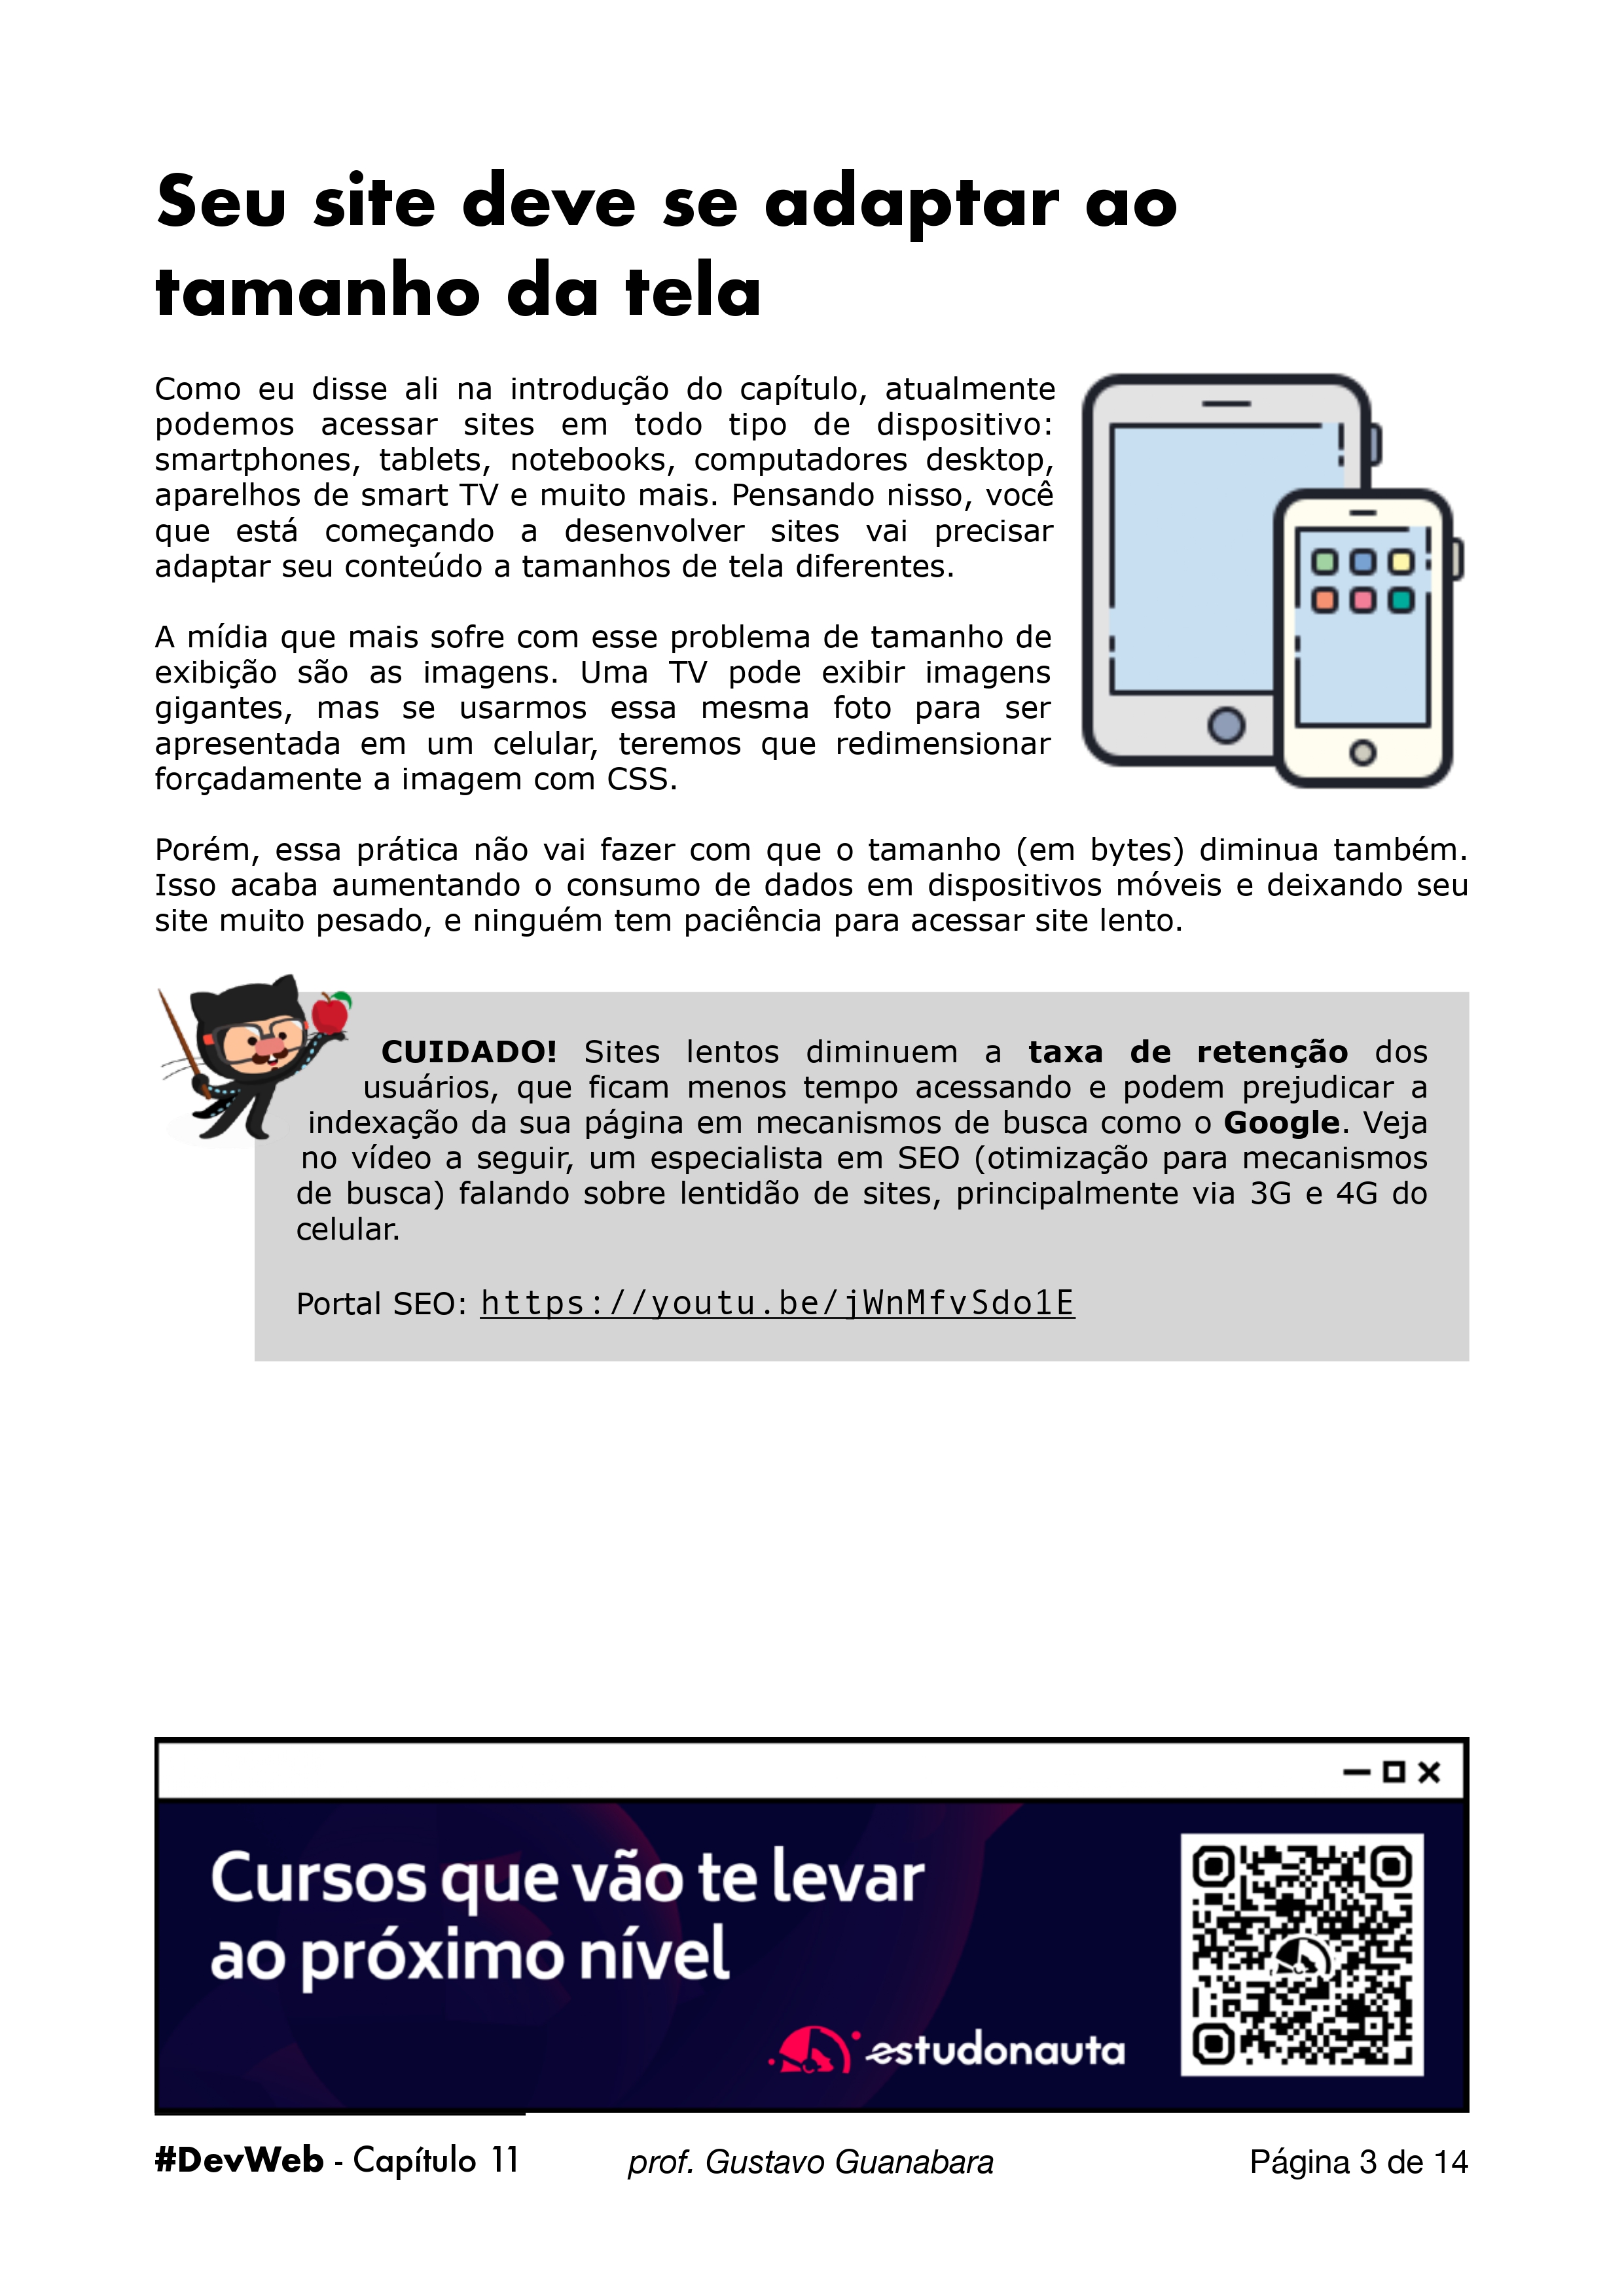 Seu site deve se adaptar ao
tamanho da tela
Como eu disse ali na introdução do capítulo, atualmente
podemos acessar sites em todo tipo de dispositivo:
smartphones, tablets, notebooks, computadores desktop,
aparelhos de smart TV e muito mais. Pensando nisso, você
que está começando a desenvolver sites vai precisar
adaptar seu conteúdo a tamanhos de tela diferentes.
A mídia que mais sofre com esse problema de tamanho de
exibição são as imagens. Uma TV pode exibir imagens
gigantes, mas se usarmos essa mesma foto para ser
apresentada em um celular, teremos que redimensionar
forçadamente a imagem com CSS.
Porém, essa prática não vai fazer com que o tamanho (em bytes) diminua também.
Isso acaba aumentando o consumo de dados em dispositivos móveis e deixando seu
site muito pesado, e ninguém tem paciência para acessar site lento.
CUIDADO! Sites lentos diminuem a taxa de retenção dos
usuários, que ficam menos tempo acessando e podem prejudicar a
indexação da sua página em mecanismos de busca como o Google. Veja
no vídeo a seguir, um especialista em SEO (otimização para mecanismos
de busca) falando sobre lentidão de sites, principalmente via 3G e 4G do
celular.
Portal SEO: https://youtu.be/jWnMfvSdo1E
Cursos que vão te levar
ao próximo nível
estudonauta
#DevWeb - Capítulo 11 prof. Gustavo Guanabara Página 3 de 14